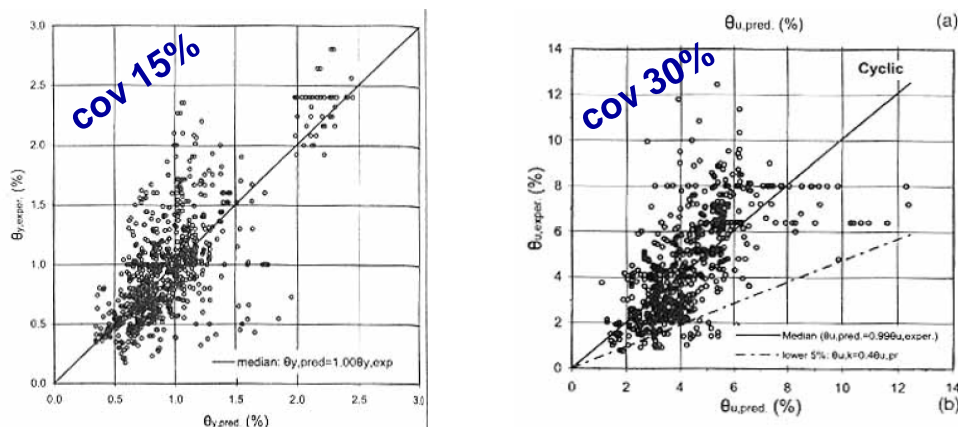 3.0
2.5
2.0
1.5
1.0
0.5
0.0
θy,exper. (%)
cov 15%
median: θy,pred=1.00θy,exp
0.0 0.5 1.0 1.5 2.0 2.5 3.0
θy,pred. (%)
θu,pred. (%) (a)
14
12
10
8
6
4
2
0
θu,exper. (%)
cov 30%
Cyclic
Median (θu,pred.=0.99θu,exper.)
lower 5%: θu,k=0.46θu,pr
0 2 4 6 8 10 12 14
θu,pred. (%) (b)